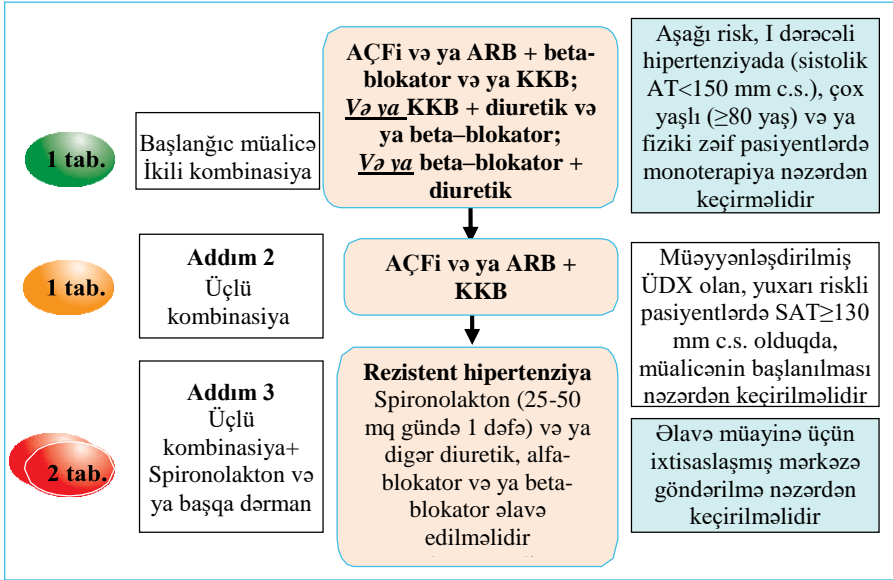 1 tab.
Başlanğıc müalicə
İkili kombinasiya
AÇFi və ya ARB + beta-
blokator və ya KKB;
Və ya KKB + diuretik və
ya beta–blokator;
Və ya beta–blokator +
diuretik
Aşağı risk, I dərəcəli
hipertenziyada (sistolik
AT<150 mm c.s.), çox
yaşlı (≥80 yaş) və ya
fiziki zəif pasiyentlərdə
monoterapiya nəzərdən
keçirməlidir
1 tab.
Addım 2
Üçlü
kombinasiya
AÇFi və ya ARB +
KKB
Müəyyənləşdirilmiş
ÜDX olan, yuxarı riskli
pasiyentlərdə SAT≥130
mm c.s. olduqda,
müalicənin başlanılması
nəzərdən keçirilməlidir
2 tab.
Addım 3
Üçlü
kombinasiya+
Spironolakton və
ya başqa dərman
Rezistent hipertenziya
Spironolakton (25-50
mq gündə 1 dəfə) və ya
digər diuretik, alfa-
blokator və ya beta-
blokator əlavə
edilməlidir
Əlavə müayinə üçün
ixtisaslaşmış mərkəzə
göndərilmə nəzərdən
keçirilməlidir